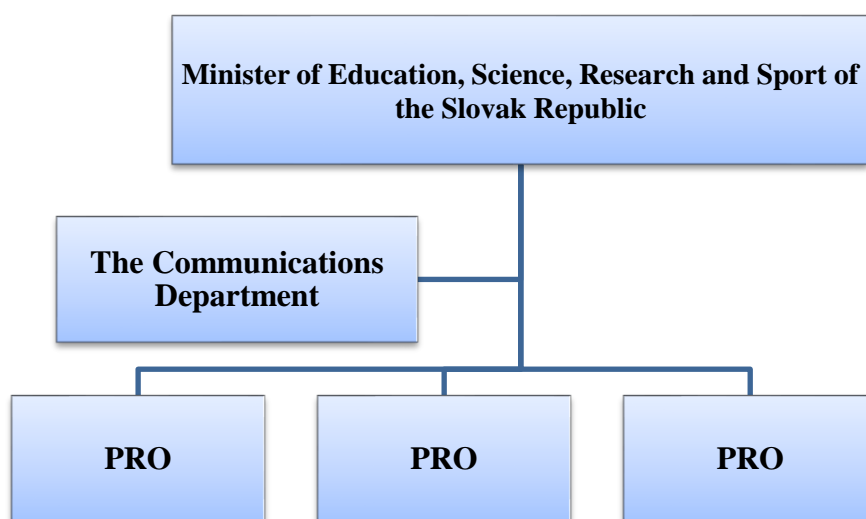 Minister of Education, Science, Research and Sport of
the Slovak Republic
The Communications
Department
PRO
PRO
PRO